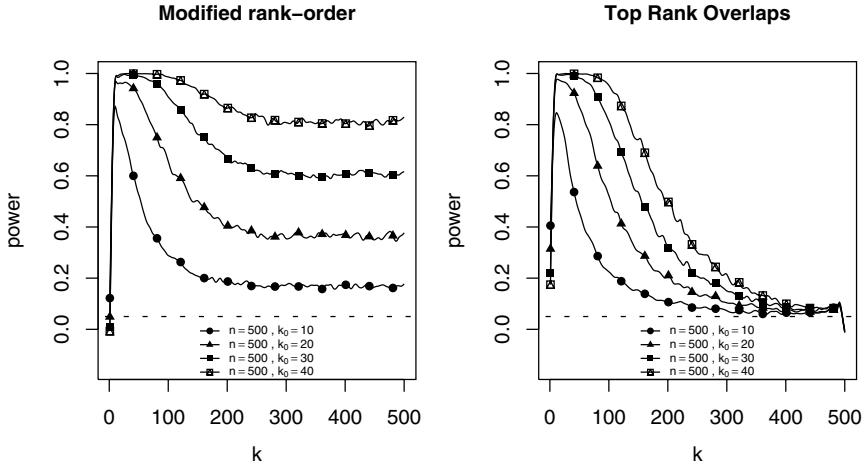 Modified rank−order
power
0.0 0.2 0.4 0.6 0.8 1.0
n = 500 , k0 = 10
n = 500 , k0 = 20
n = 500 , k0 = 30
n = 500 , k0 = 40
0 100 200 300 400 500
k
Top Rank Overlaps
power
0.0 0.2 0.4 0.6 0.8 1.0
n = 500 , k0 = 10
n = 500 , k0 = 20
n = 500 , k0 = 30
n = 500 , k0 = 40
0 100 200 300 400 500
k